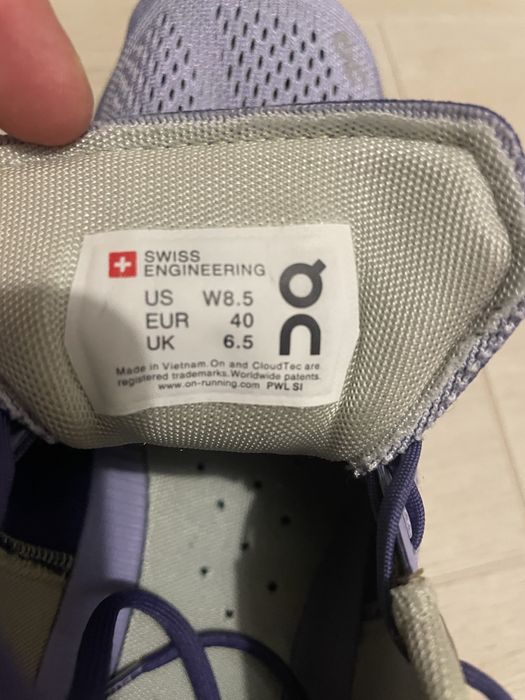 SWISS
ENGINEERING
US W8.5
EUR 40
UK 6.5
Made in Vietnam. On and CloudTec are
registered trademarks. Worldwide patents.
www.on-running.com PWL SI